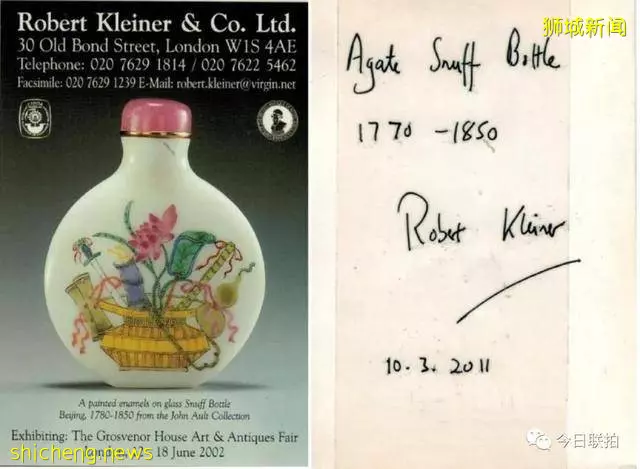 Robert Kleiner & Co. Ltd.
30 Old Bond Street, London W1S 4AE
Telephone: 020 7629 1814 / 020 7622 5462
Facsimile: 020 7629 1239 E-Mail: robert.kleiner@virgin.net
A painted enamels on glass Snuff Bottle
Beijing, 1780-1850 from the John Ault Collection
Exhibiting: The Grosvenor House Art & Antiques Fair
18 June 2002
shicheng.news
狮城新闻
Agate Snuff Bottle
1770 - 1850
Robert Kleiner
10. 3. 2011
今日联拍